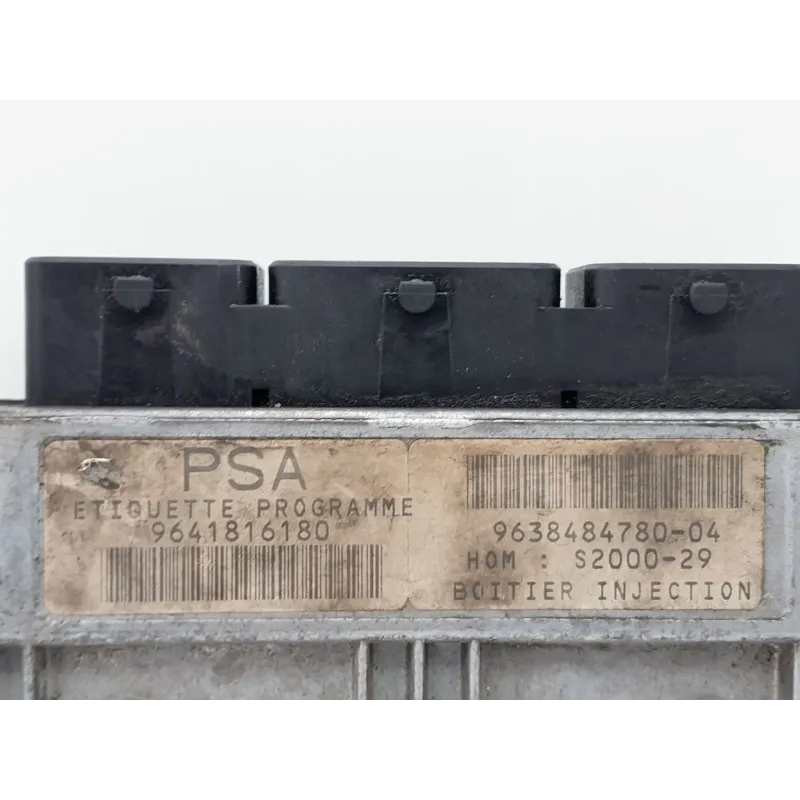 PSA
ETIQUETTE PROGRAMME
9641816180
9638484780-04
HOM : S2000-29
BOITIER INJECTION